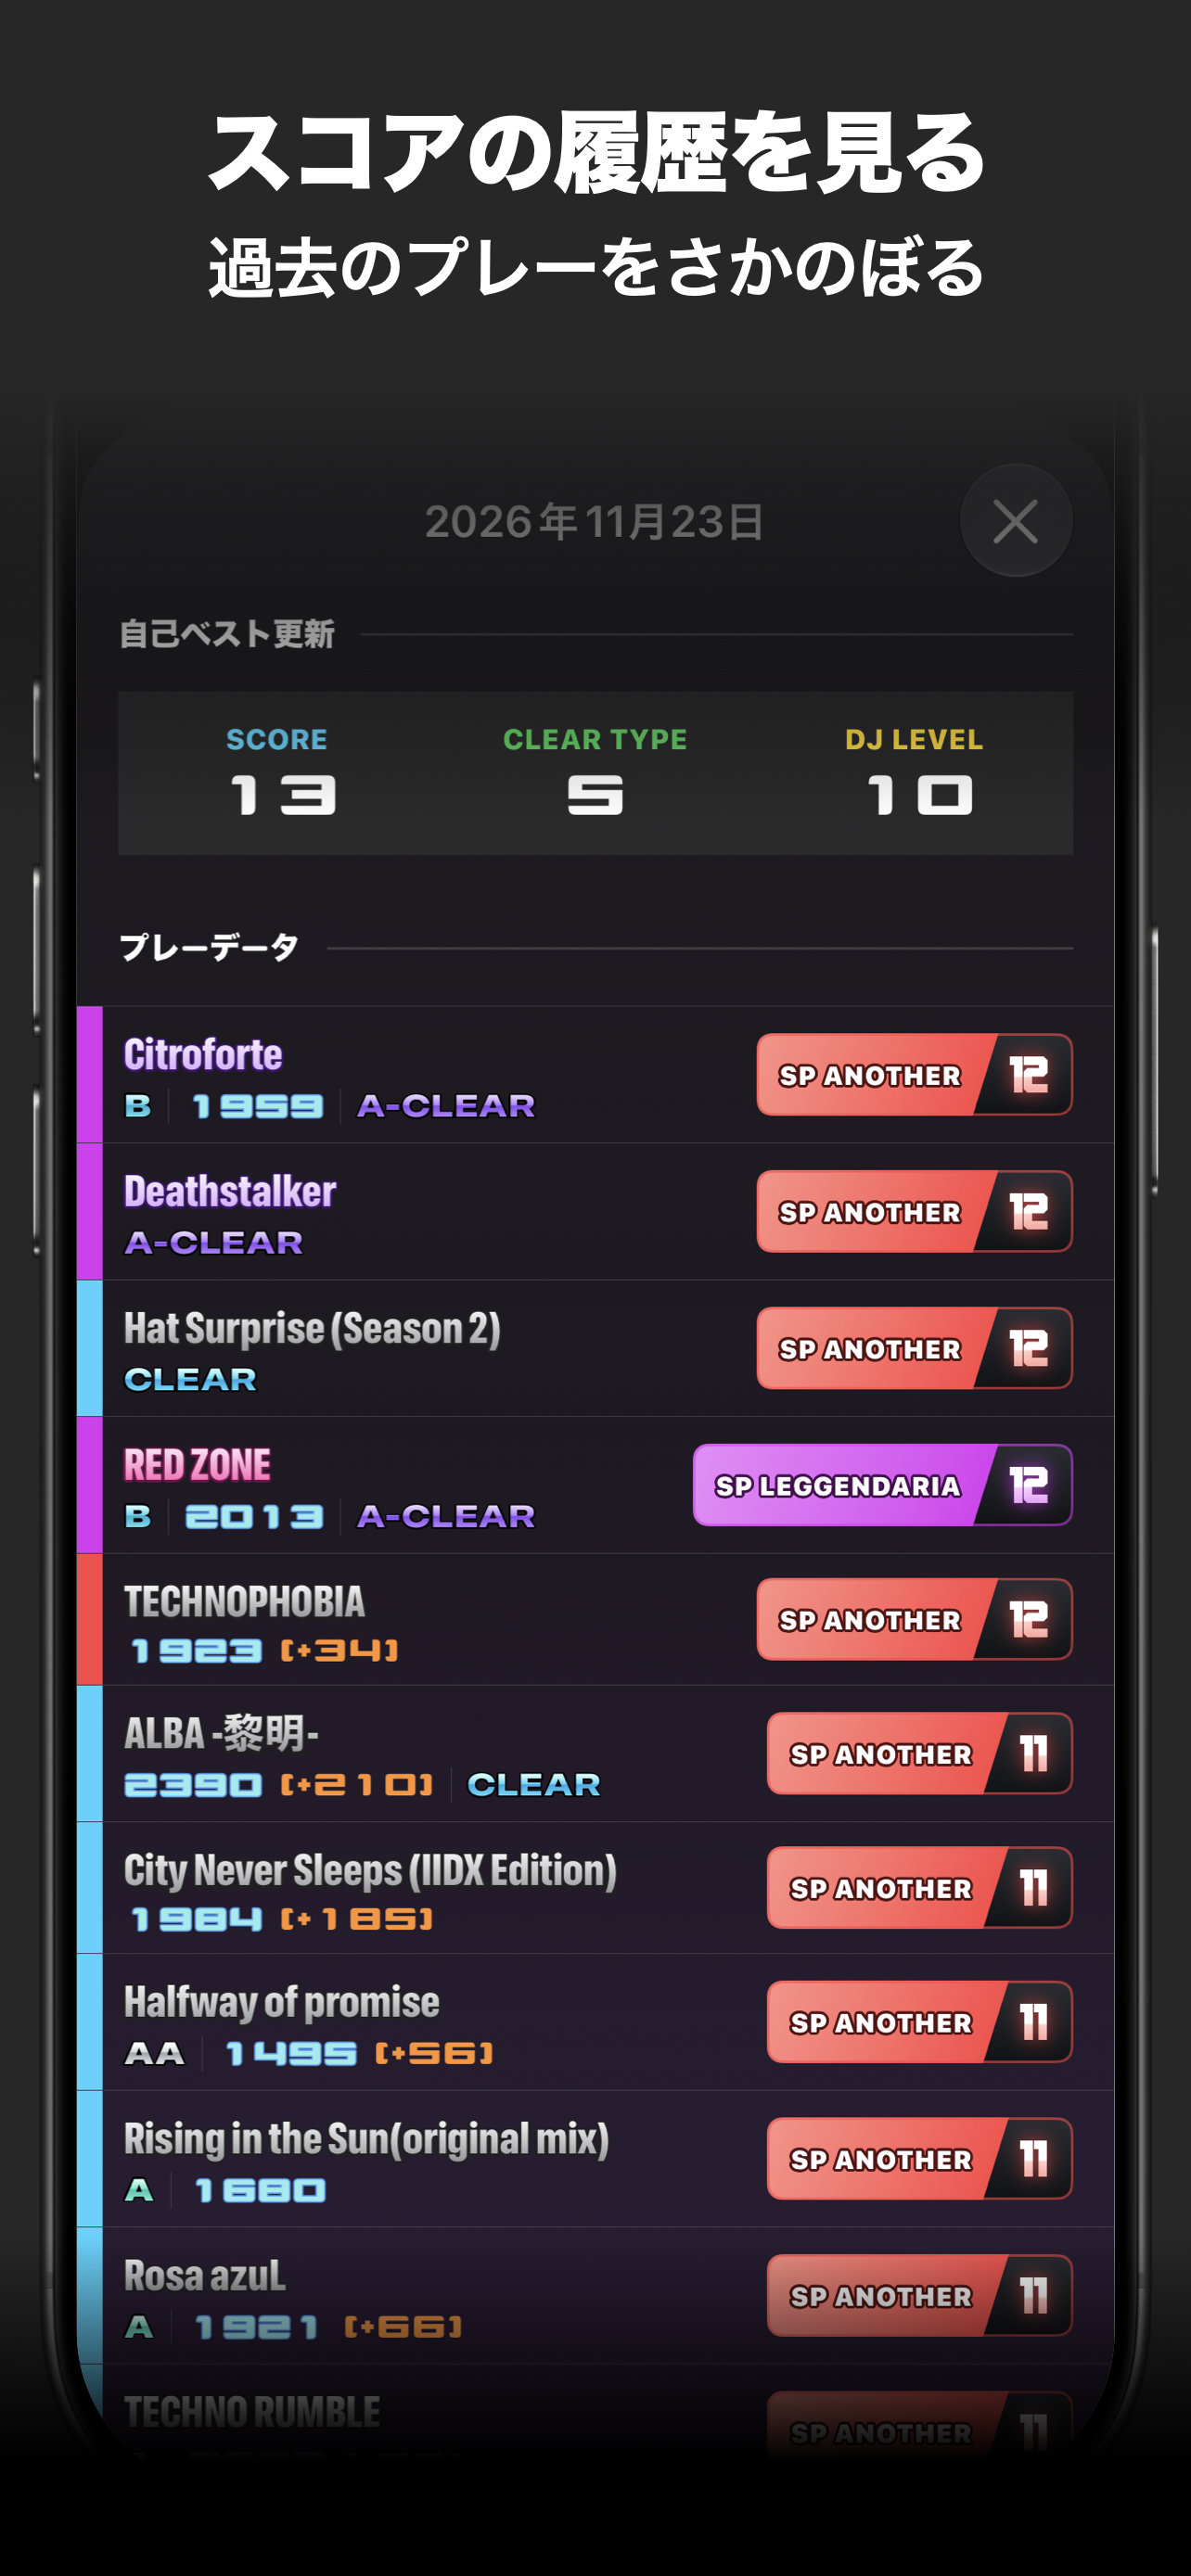 スコアの履歴を見る
過去のプレーをさかのぼる
2026年11月23日
自己ベスト更新
SCORE CLEAR TYPE DJ LEVEL
13 5 10
プレーデータ
Citroforte
B 1959 A-CLEAR
SP ANOTHER 12
Deathstalker
A-CLEAR
SP ANOTHER 12
Hat Surprise (Season 2)
CLEAR
SP ANOTHER 12
RED ZONE
B 2013 A-CLEAR
SP LEGGENDARIA 12
TECHNOPHOBIA
1923 (+34)
SP ANOTHER 12
ALBA -黎明-
2390 (+210) CLEAR
SP ANOTHER 11
City Never Sleeps (IIDX Edition)
1984 (+185)
SP ANOTHER 11
Halfway of promise
AA 1495 (+56)
SP ANOTHER 11
Rising in the Sun(original mix)
A 1680
SP ANOTHER 11
Rosa azuL
A 1921 (+66)
SP ANOTHER 11
TECHNO RUMBLE
SP ANOTHER 11